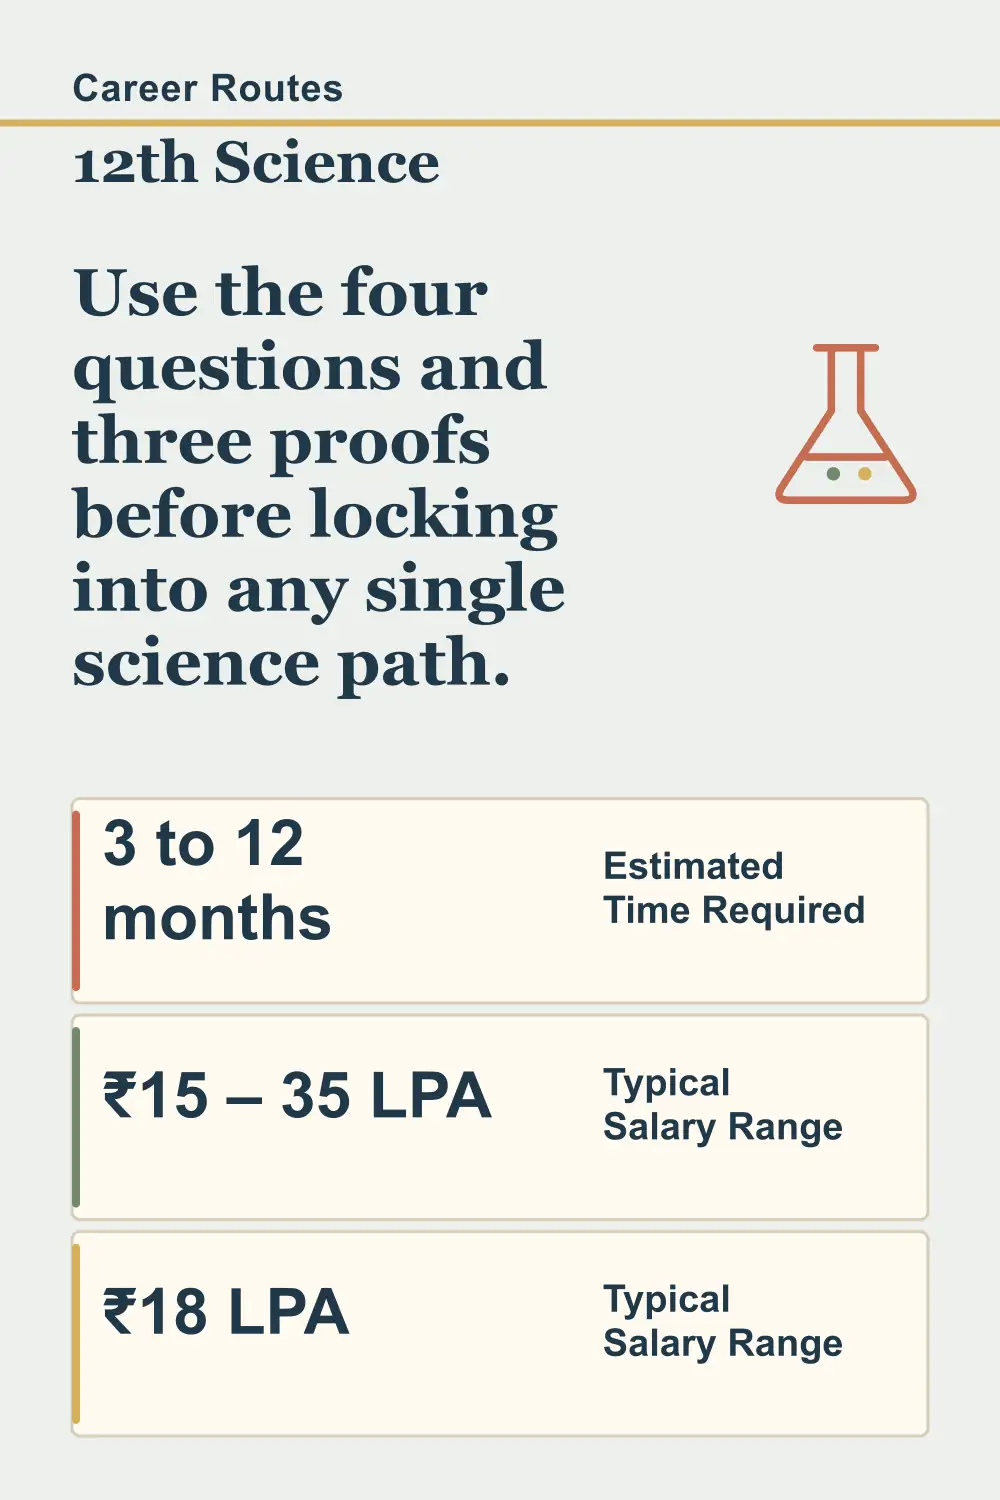 Career Routes
12th Science
Use the four
questions and
three proofs
before locking
into any single
science path.
3 to 12
months
Estimated
Time Required
₹15 – 35 LPA
Typical
Salary Range
₹18 LPA
Typical
Salary Range